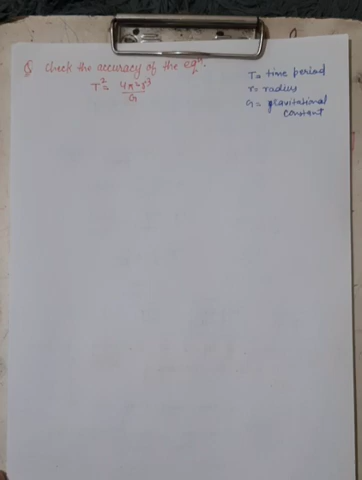 Q Check the accuracy of the eqⁿ.
T² = 4π²r³/G
T = time period
r = radius
G = gravitational
constant